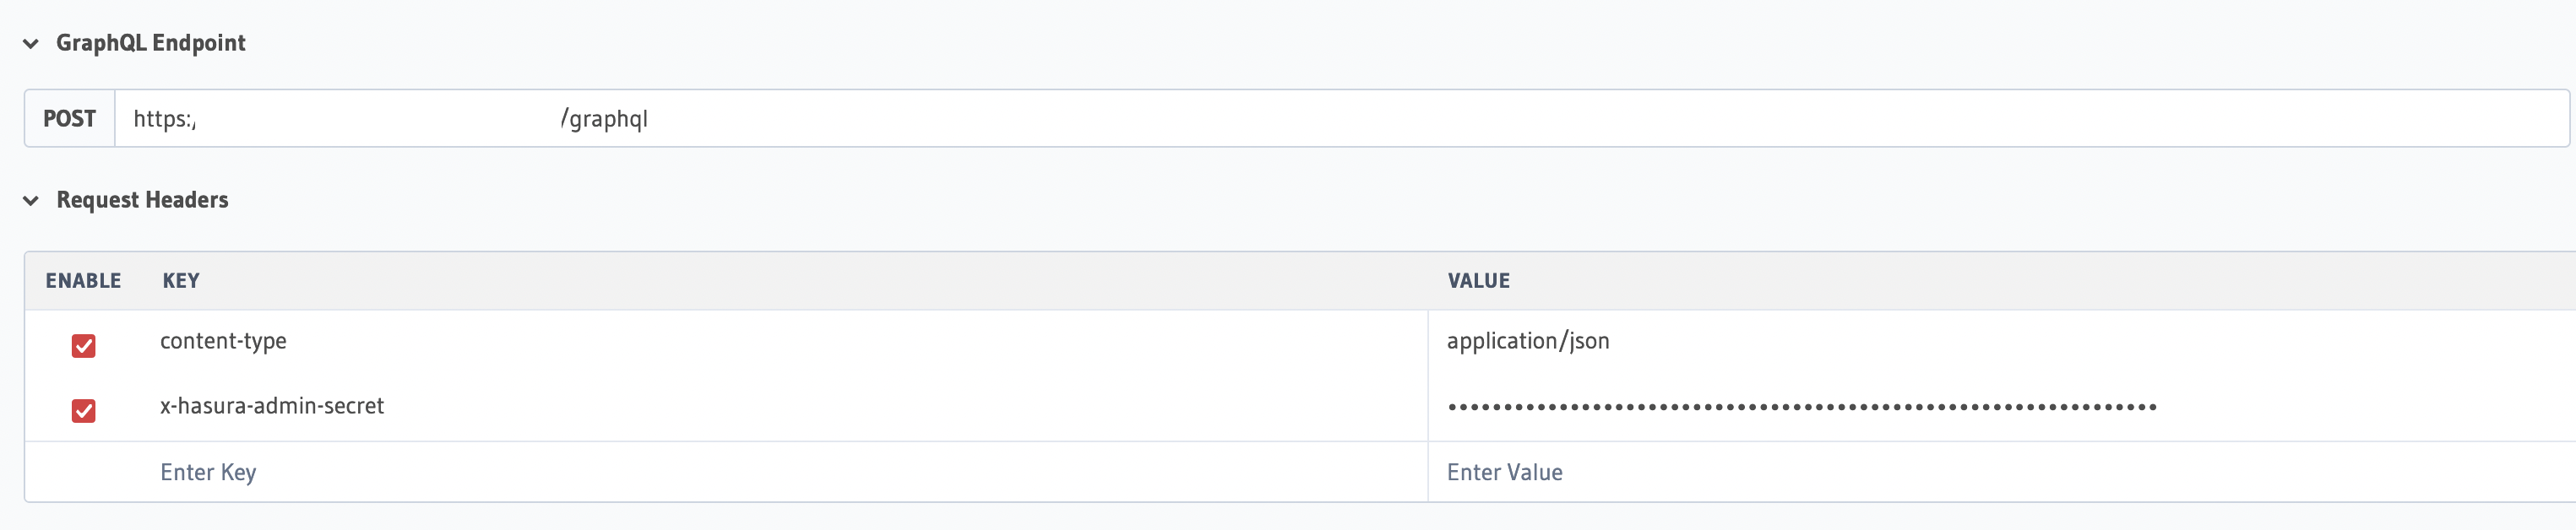 GraphQL Endpoint
POST https:/ /graphql
Request Headers
ENABLE KEY VALUE
content-type application/json
x-hasura-admin-secret ••••••••••••••••••••••••••••••••••••••••••••••••••••••••••••••••
Enter Key Enter Value